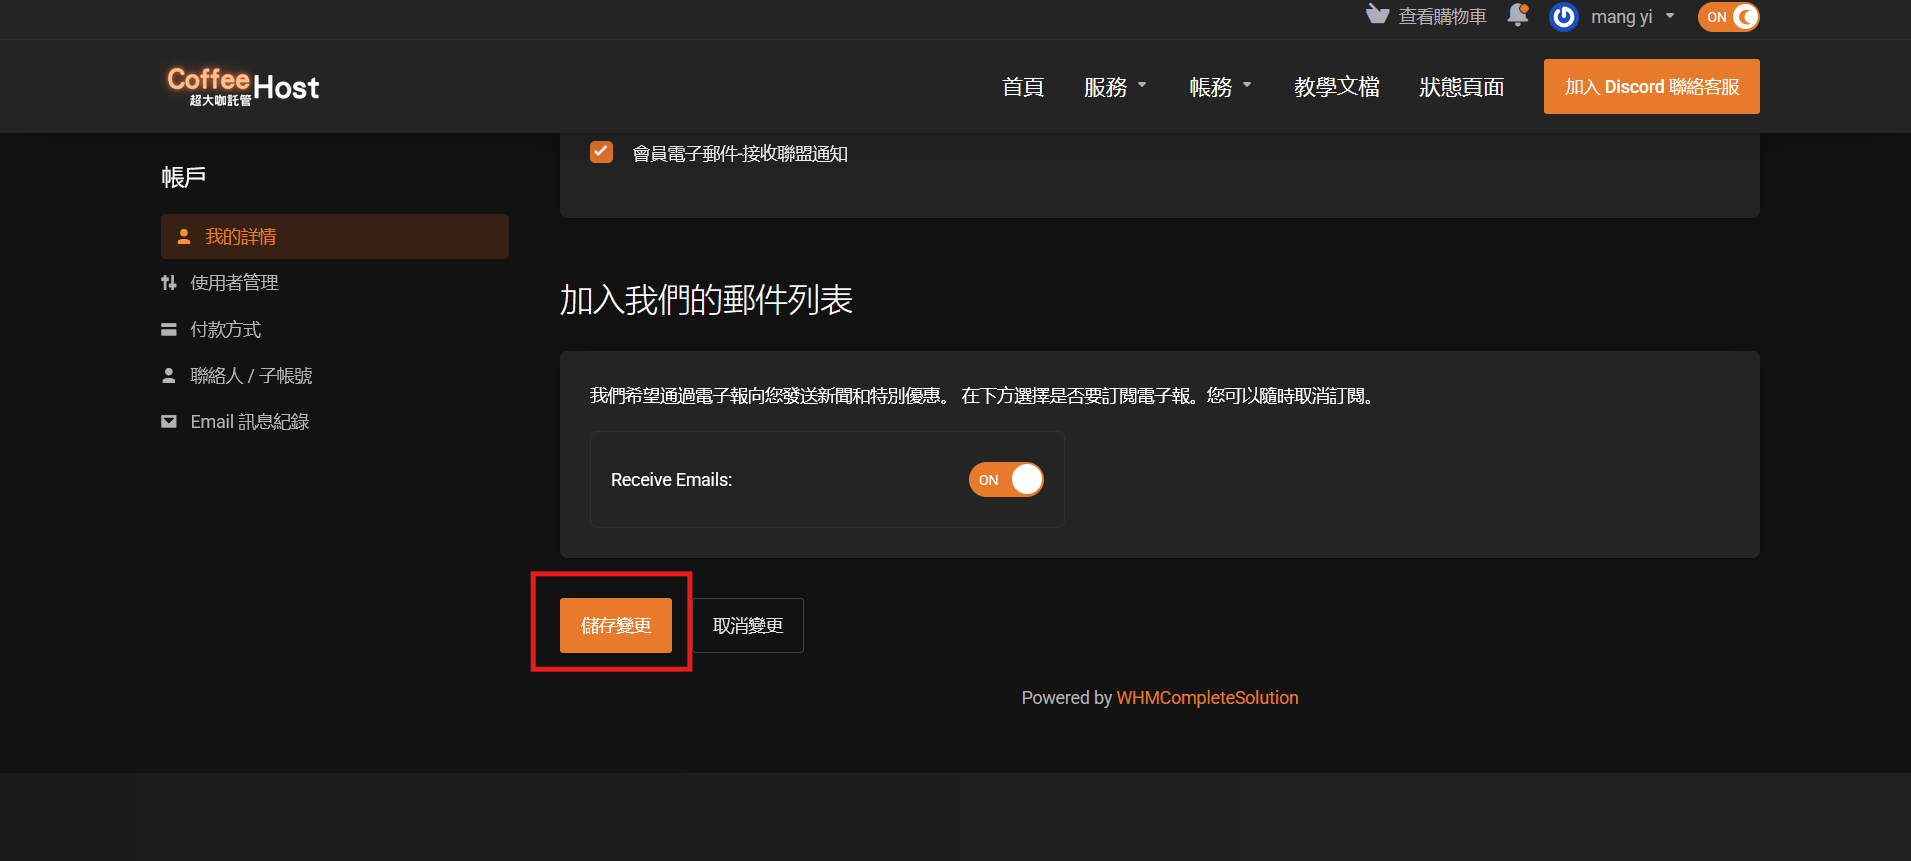 查看購物車
mang yi
ON
Coffee Host
超大咖託管
首頁
服務
帳務
教學文檔
狀態頁面
加入 Discord 聯絡客服
會員電子郵件-接收聯盟通知
帳戶
我的詳情
使用者管理
付款方式
聯絡人 / 子帳號
Email 訊息紀錄
加入我們的郵件列表
我們希望通過電子報向您發送新聞和特別優惠。 在下方選擇是否要訂閱電子報。您可以隨時取消訂閱。
Receive Emails:
ON
儲存變更
取消變更
Powered by WHMCompleteSolution